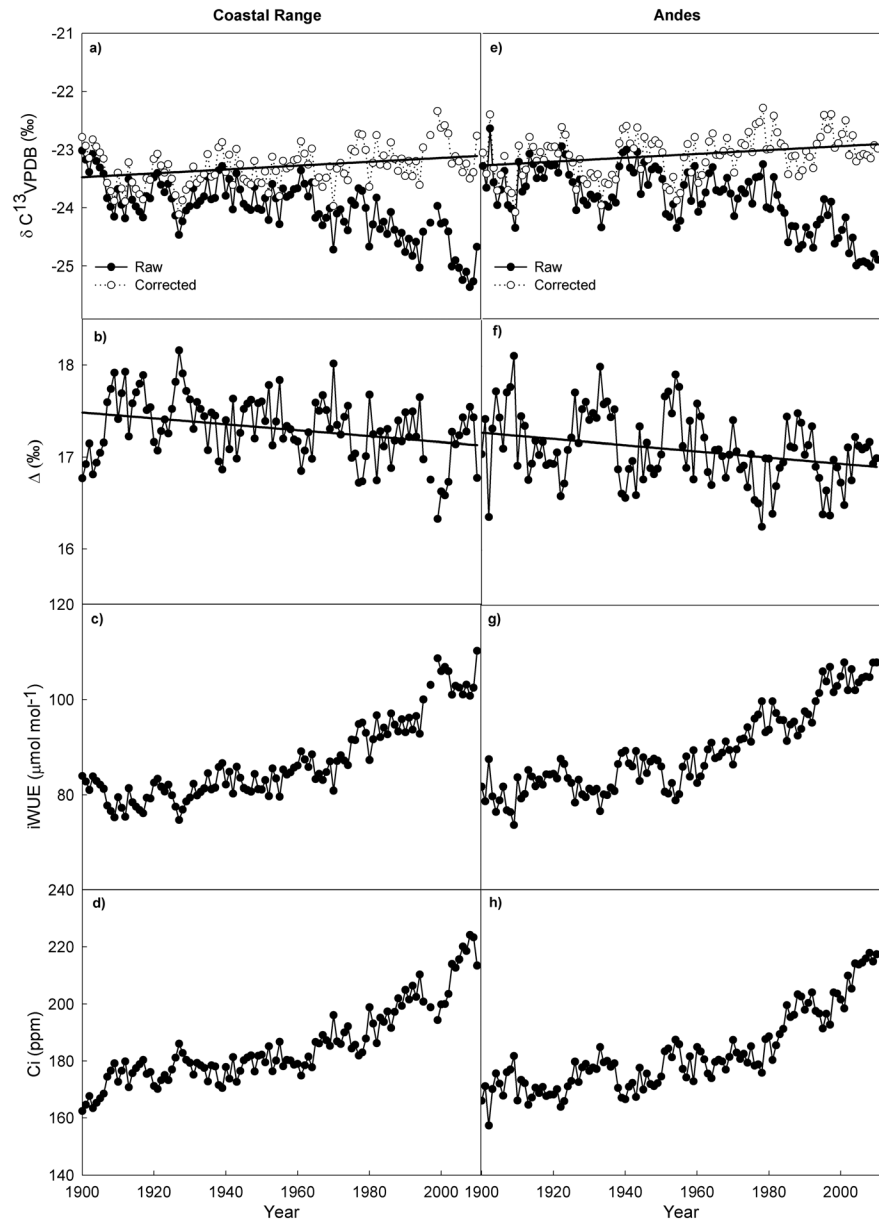 Coastal Range
Andes
a)
e)
-21
-22
-23
-24
-25
δ C¹³VPDB (‰)
Raw
Corrected
Raw
Corrected
b)
f)
18
17
16
Δ (‰)
120
c)
g)
100
80
iWUE (μmol mol⁻¹)
240
d)
h)
220
200
180
160
140
Ci (ppm)
1900 1920 1940 1960 1980 2000 1900 1920 1940 1960 1980 2000
Year Year